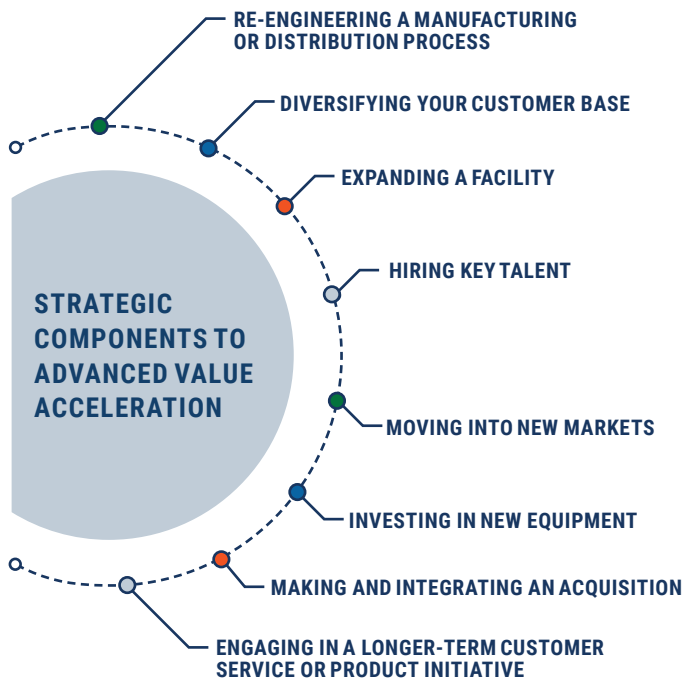 RE-ENGINEERING A MANUFACTURING
OR DISTRIBUTION PROCESS
DIVERSIFYING YOUR CUSTOMER BASE
EXPANDING A FACILITY
HIRING KEY TALENT
STRATEGIC
COMPONENTS TO
ADVANCED VALUE
ACCELERATION
MOVING INTO NEW MARKETS
INVESTING IN NEW EQUIPMENT
MAKING AND INTEGRATING AN ACQUISITION
ENGAGING IN A LONGER-TERM CUSTOMER
SERVICE OR PRODUCT INITIATIVE